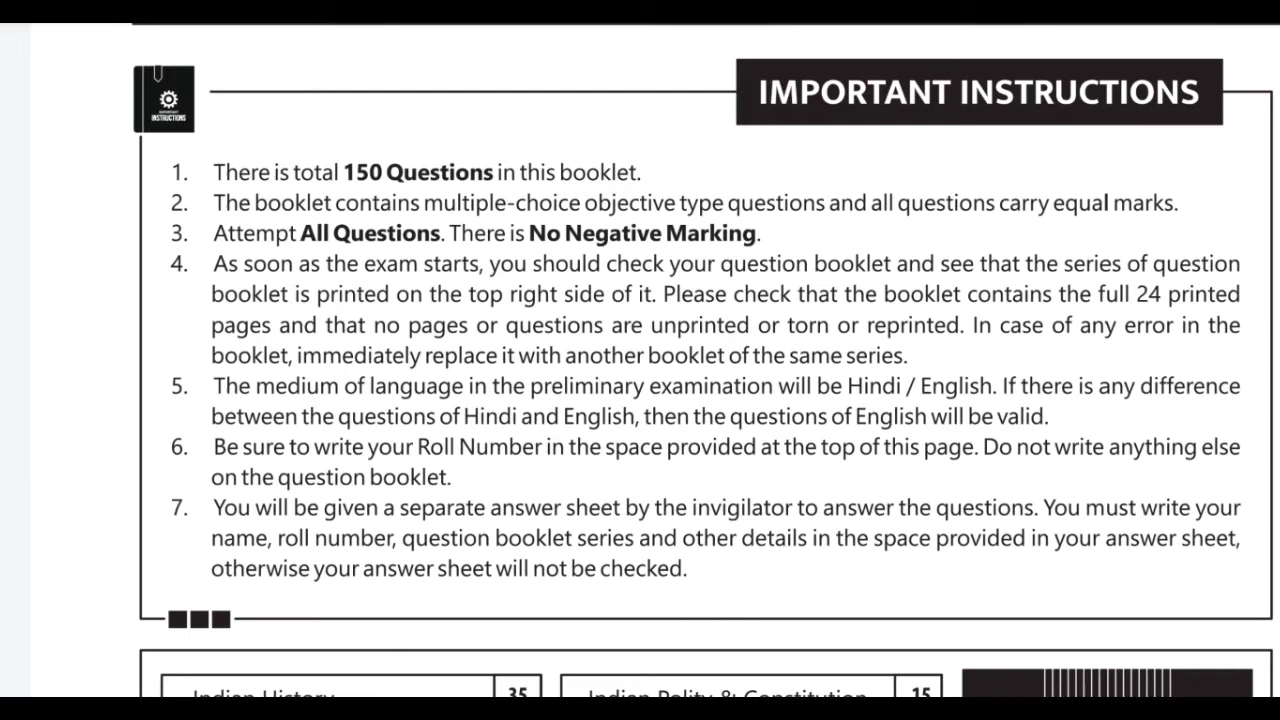 IMPORTANT INSTRUCTIONS
IMPORTANT
INSTRUCTIONS
1. There is total 150 Questions in this booklet.
2. The booklet contains multiple-choice objective type questions and all questions carry equal marks.
3. Attempt All Questions. There is No Negative Marking.
4. As soon as the exam starts, you should check your question booklet and see that the series of question
booklet is printed on the top right side of it. Please check that the booklet contains the full 24 printed
pages and that no pages or questions are unprinted or torn or reprinted. In case of any error in the
booklet, immediately replace it with another booklet of the same series.
5. The medium of language in the preliminary examination will be Hindi / English. If there is any difference
between the questions of Hindi and English, then the questions of English will be valid.
6. Be sure to write your Roll Number in the space provided at the top of this page. Do not write anything else
on the question booklet.
7. You will be given a separate answer sheet by the invigilator to answer the questions. You must write your
name, roll number, question booklet series and other details in the space provided in your answer sheet,
otherwise your answer sheet will not be checked.
Indian History 35 Indian Polity & Constitution 15